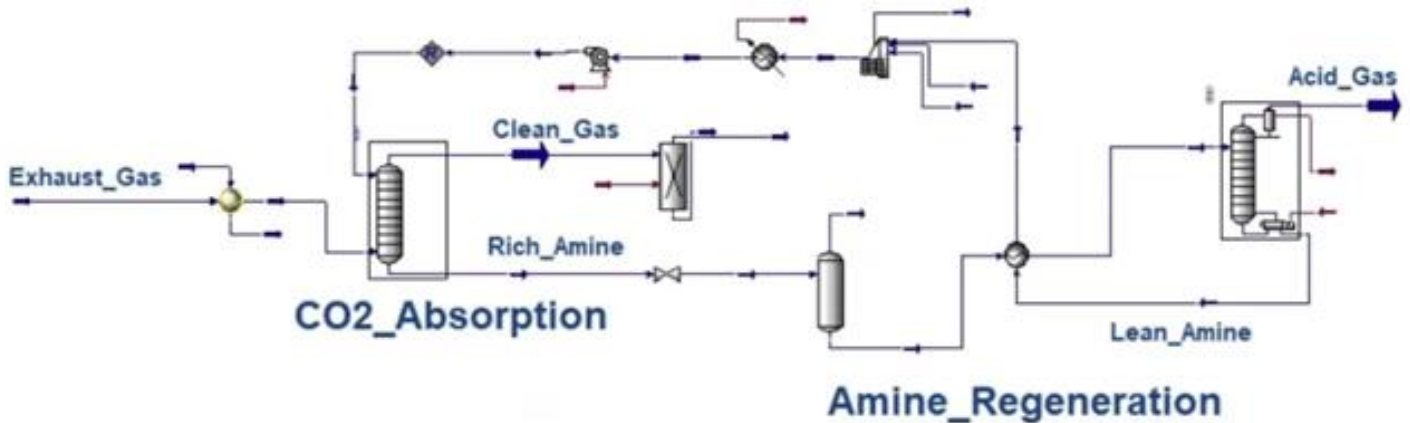 Acid_Gas
Clean_Gas
Exhaust_Gas
Rich_Amine
CO2_Absorption
Lean_Amine
Amine_Regeneration